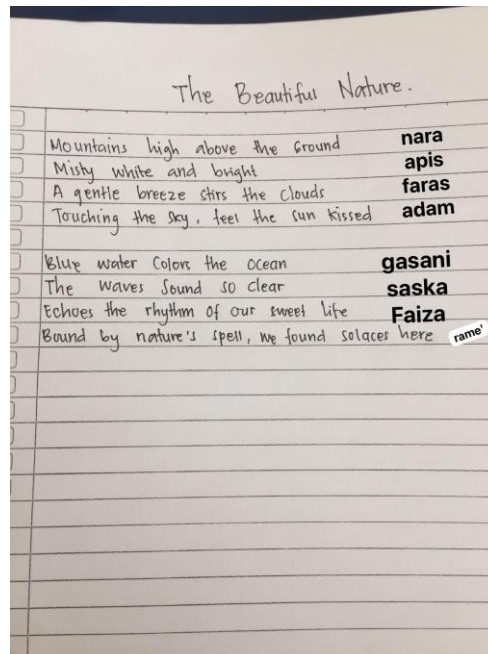 The Beautiful Nature.
Mountains high above the Ground nara
Misty white and bright apis
A gentle breeze stirs the clouds faras
Touching the sky, feel the sun kissed adam
Blue water Colors the ocean gasani
The waves sound so clear saska
Echoes the rhythm of our sweet life Faiza
Bound by nature's spell, we found solaces here rame'